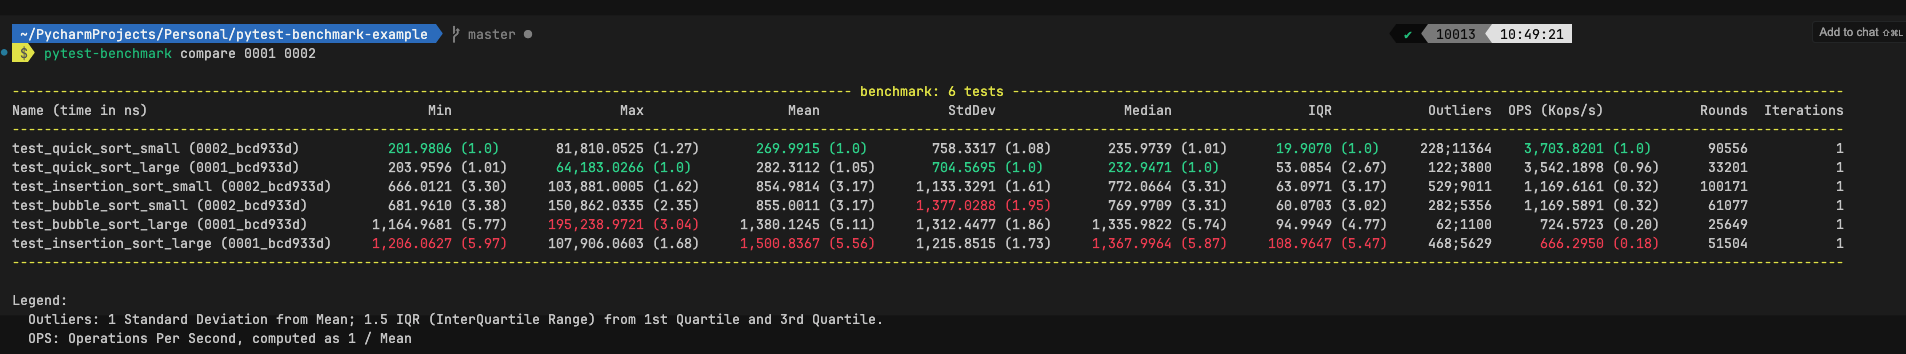 ~/PycharmProjects/Personal/pytest-benchmark-example master ● ✔ 10013 10:49:21 Add to chat ⇧⌘L
$ pytest-benchmark compare 0001 0002
benchmark: 6 tests
Name (time in ns) Min Max Mean StdDev Median IQR Outliers OPS (Kops/s) Rounds Iterations
test_quick_sort_small (0002_bcd933d) 201.9806 (1.0) 81,810.0525 (1.27) 269.9915 (1.0) 758.3317 (1.08) 235.9739 (1.01) 19.9070 (1.0) 228;11364 3,703.8201 (1.0) 90556 1
test_quick_sort_large (0001_bcd933d) 203.9596 (1.01) 64,183.0266 (1.0) 282.3112 (1.05) 704.5695 (1.0) 232.9471 (1.0) 53.0854 (2.67) 122;3800 3,542.1898 (0.96) 33201 1
test_insertion_sort_small (0002_bcd933d) 666.0121 (3.30) 103,881.0005 (1.62) 854.9814 (3.17) 1,133.3291 (1.61) 772.0664 (3.31) 63.0971 (3.17) 529;9011 1,169.6161 (0.32) 100171 1
test_bubble_sort_small (0002_bcd933d) 681.9610 (3.38) 150,862.0335 (2.35) 855.0011 (3.17) 1,377.0288 (1.95) 769.9709 (3.31) 60.0703 (3.02) 282;5356 1,169.5891 (0.32) 61077 1
test_bubble_sort_large (0001_bcd933d) 1,164.9681 (5.77) 195,238.9721 (3.04) 1,380.1245 (5.11) 1,312.4477 (1.86) 1,335.9822 (5.74) 94.9949 (4.77) 62;1100 724.5723 (0.20) 25649 1
test_insertion_sort_large (0001_bcd933d) 1,206.0627 (5.97) 107,906.0603 (1.68) 1,500.8367 (5.56) 1,215.8515 (1.73) 1,367.9964 (5.87) 108.9647 (5.47) 468;5629 666.2950 (0.18) 51504 1
Legend:
Outliers: 1 Standard Deviation from Mean; 1.5 IQR (InterQuartile Range) from 1st Quartile and 3rd Quartile.
OPS: Operations Per Second, computed as 1 / Mean